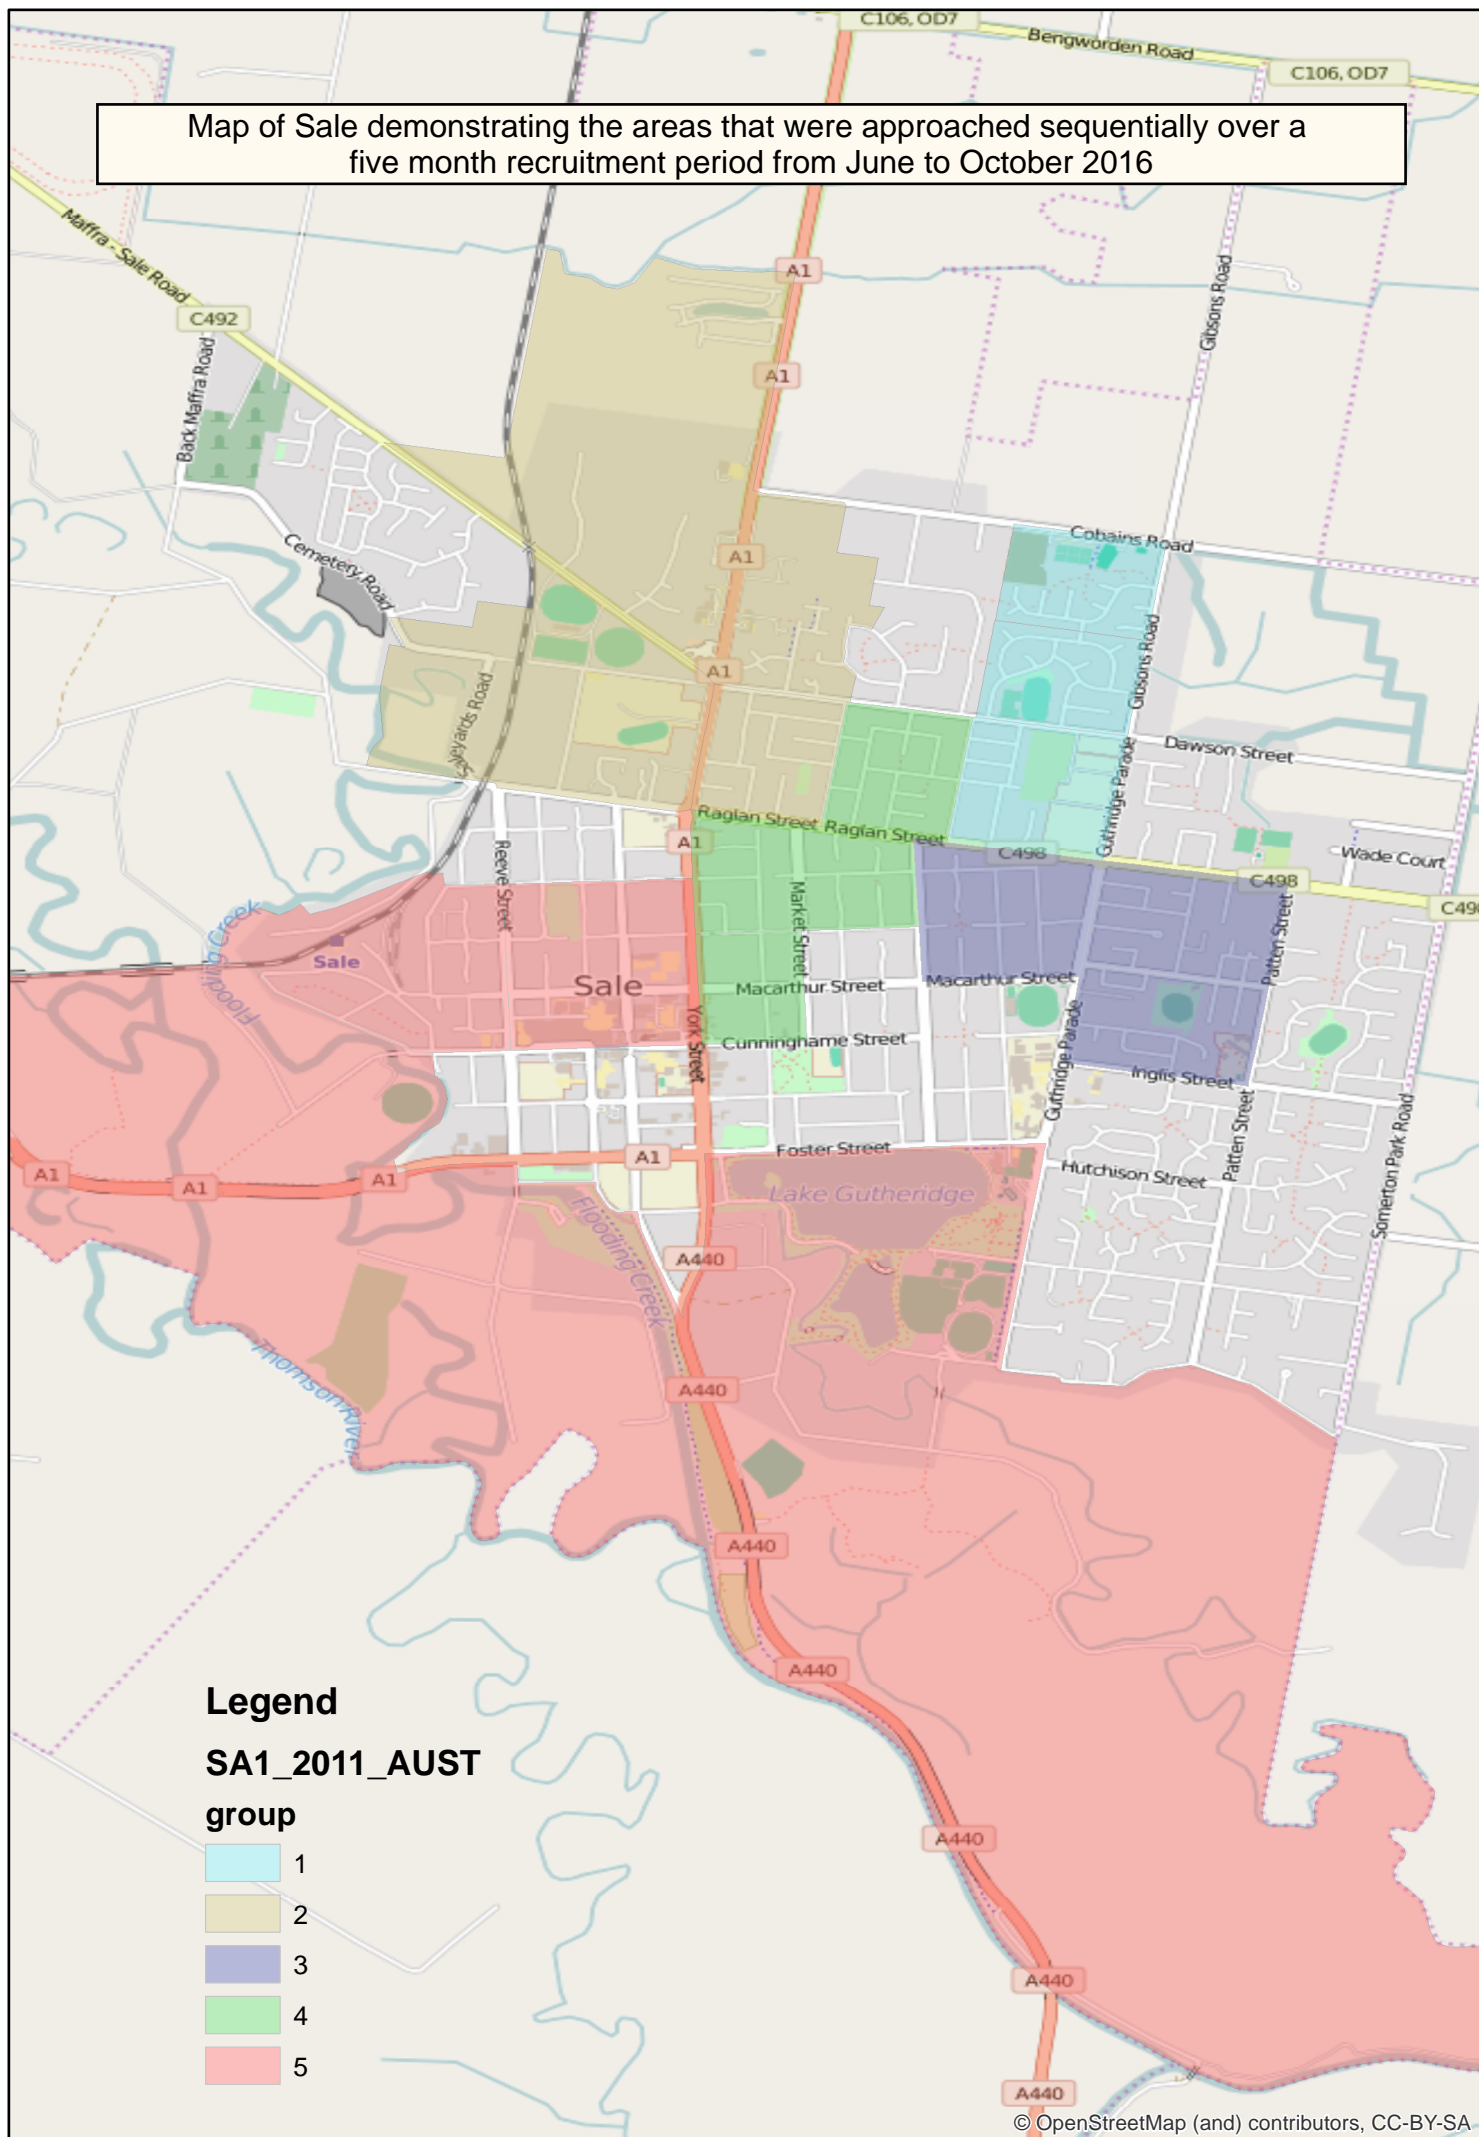 C106, OD7
Bengworden Road
C106, OD7
Map of Sale demonstrating the areas that were approached sequentially over a
five month recruitment period from June to October 2016
Maffra - Sale Road
A1
Gibsons Road
C492
Back Maffra Road
A1
Cobains Road
Cemetery Road
A1
Gibsons Road
A1
Saleyards Road
Dawson Street
Guthridge Parade
Raglan Street
Raglan Street
A1
Reeve Street
C498
Wade Court
C498
C498
Market Street
Patten Street
Flooding Creek
Sale
Sale
Macarthur Street
Macarthur Street
York Street
Cunninghame Street
Guthridge Parade
Inglis Street
Patten Street
Somerton Park Road
Foster Street
A1
A1
A1
A1
Hutchison Street
Lake Gutheridge
Flooding Creek
A440
Thomson River
A440
A440
A440
Legend
SA1_2011_AUST
group
1
A440
2
3
A440
4
5
A440
© OpenStreetMap (and) contributors, CC-BY-SA